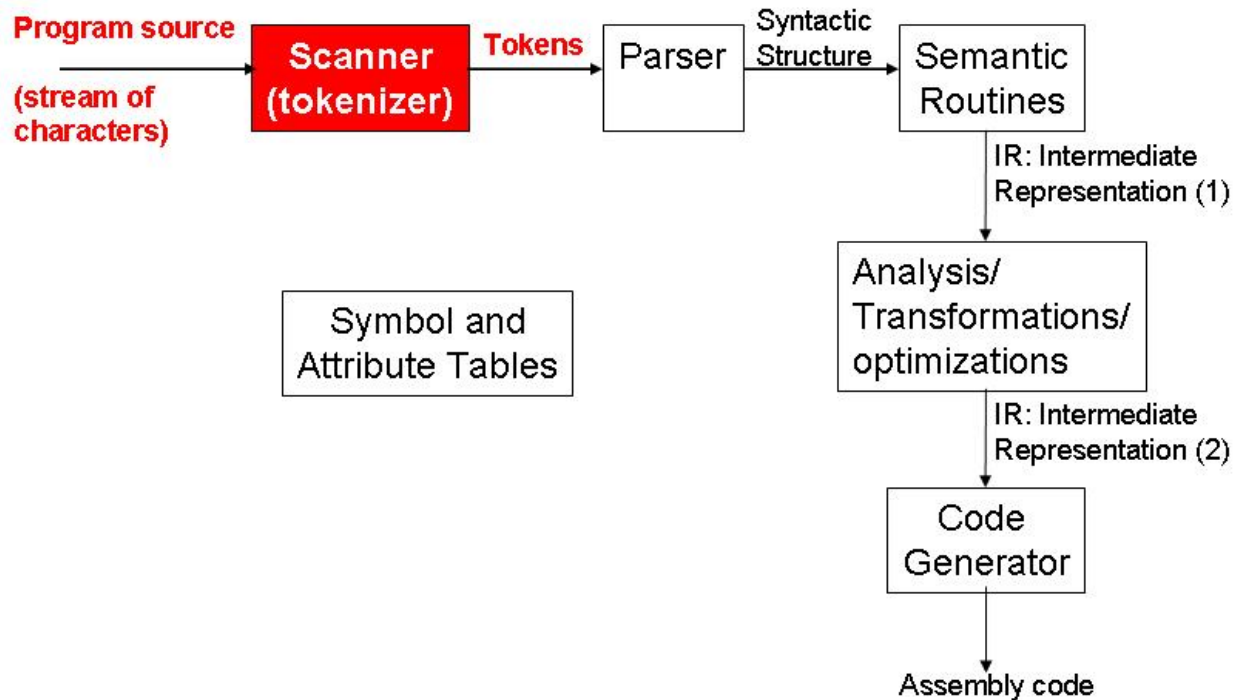 Program source
(stream of
characters)
Scanner
(tokenizer)
Tokens
Parser
Syntactic
Structure
Semantic
Routines
IR: Intermediate
Representation (1)
Analysis/
Transformations/
optimizations
Symbol and
Attribute Tables
IR: Intermediate
Representation (2)
Code
Generator
Assembly code